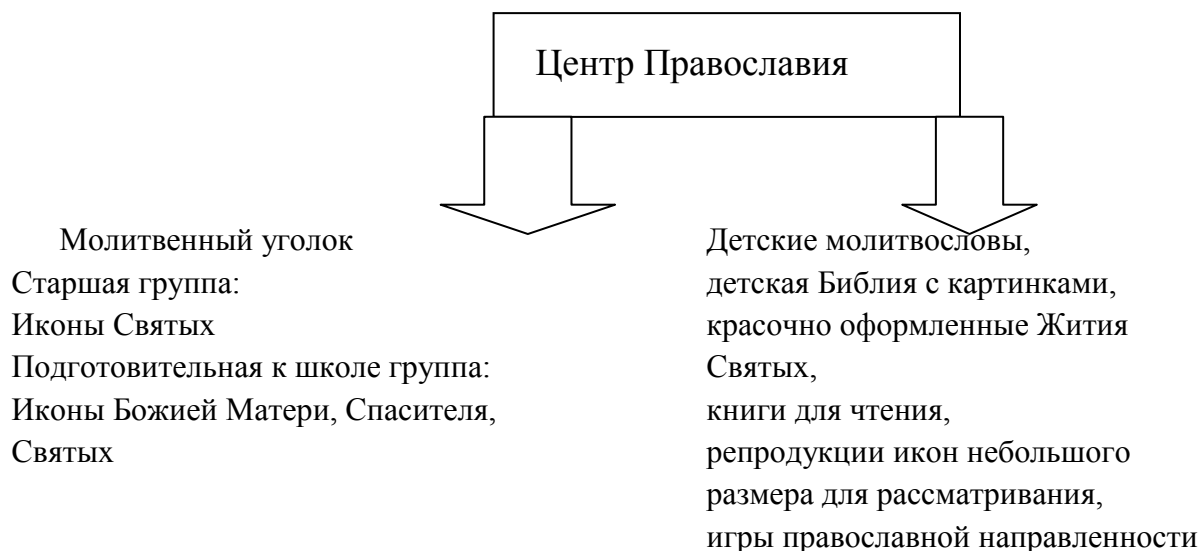 Центр Православия
Молитвенный уголок
Старшая группа:
Иконы Святых
Подготовительная к школе группа:
Иконы Божией Матери, Спасителя,
Святых
Детские молитвословы,
детская Библия с картинками,
красочно оформленные Жития
Святых,
книги для чтения,
репродукции икон небольшого
размера для рассматривания,
игры православной направленности